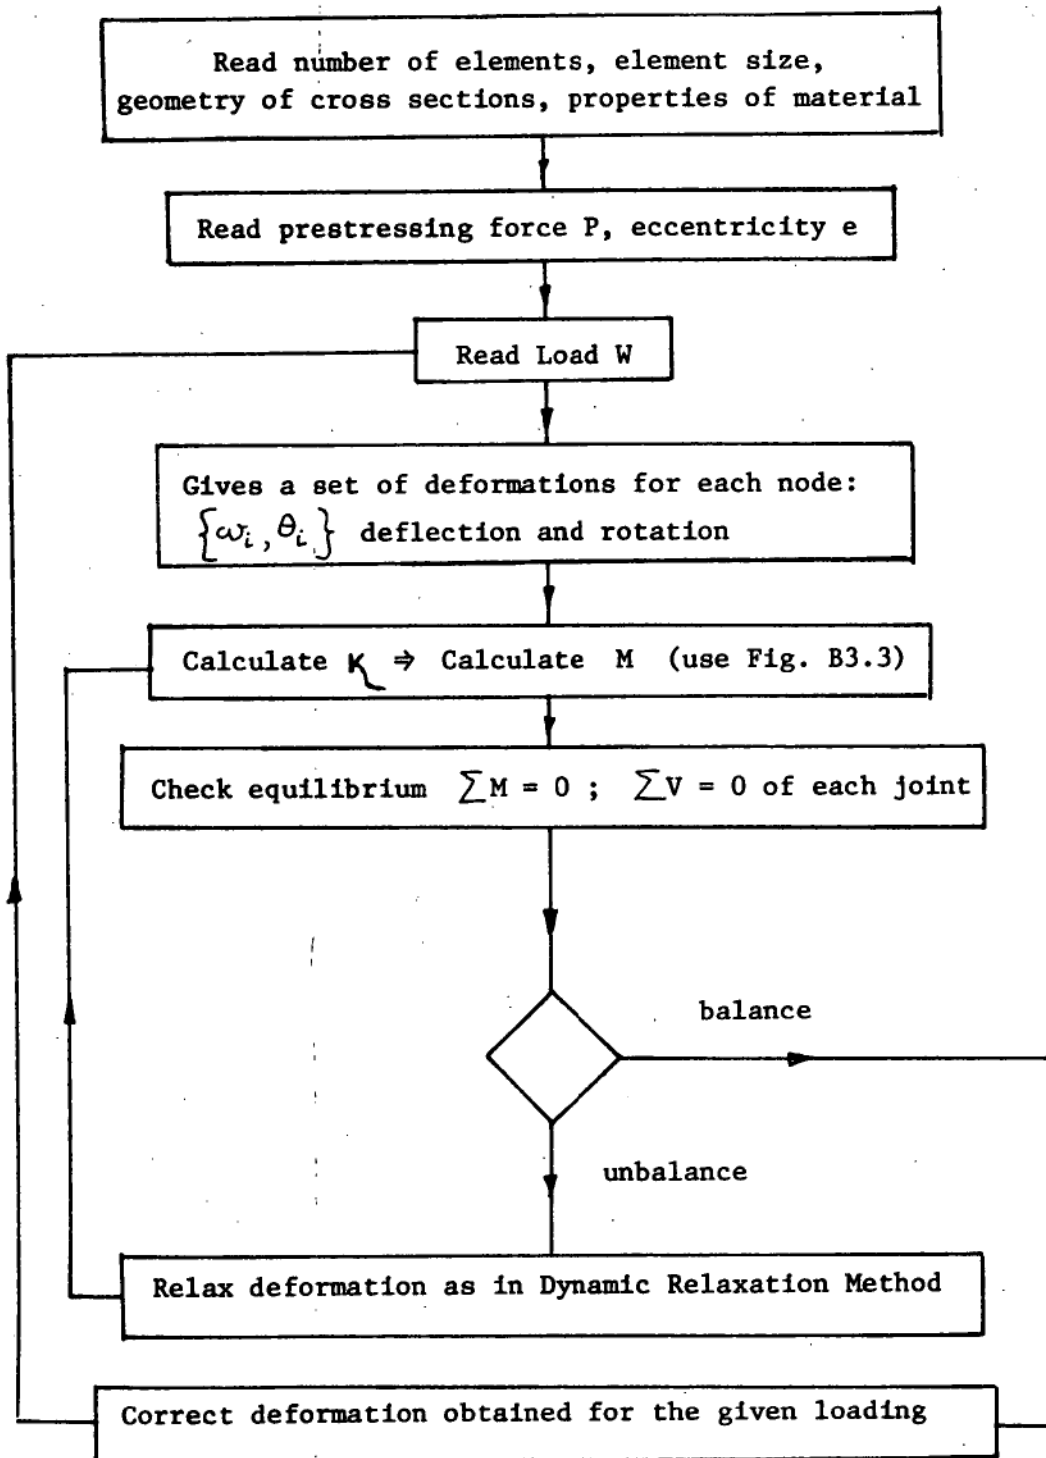 Read number of elements, element size,
geometry of cross sections, properties of material
Read prestressing force P, eccentricity e
Read Load W
Gives a set of deformations for each node:
{ωi, θi} deflection and rotation
Calculate K ⇒ Calculate M (use Fig. B3.3)
Check equilibrium ∑M = 0 ; ∑V = 0 of each joint
balance
unbalance
Relax deformation as in Dynamic Relaxation Method
Correct deformation obtained for the given loading